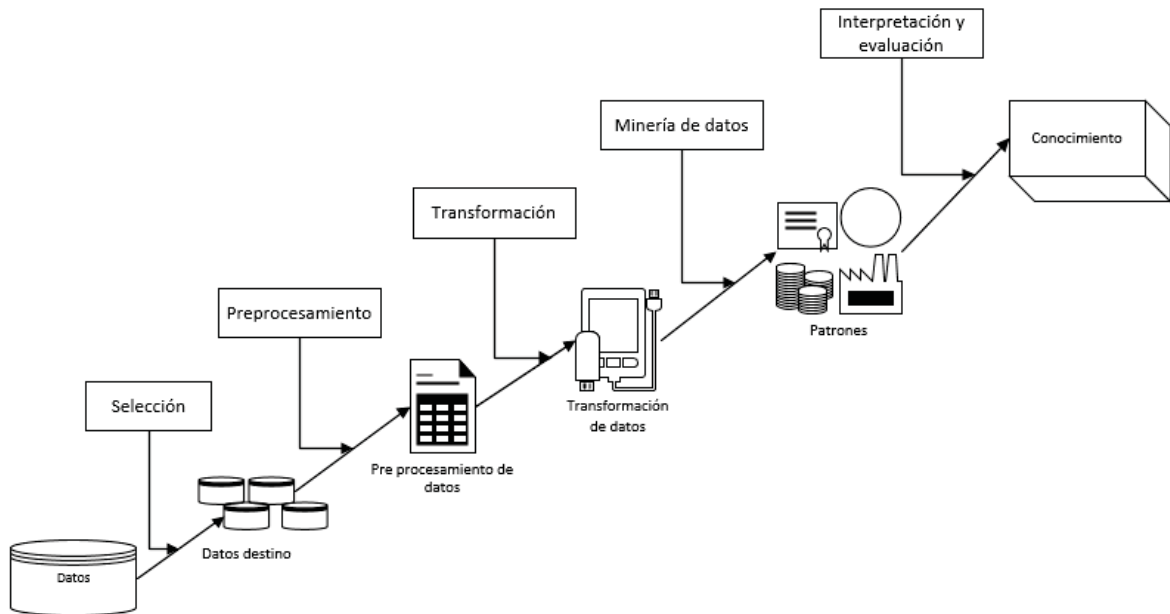 Interpretación y
evaluación
Minería de datos
Conocimiento
Transformación
Preprocesamiento
Patrones
Selección
Transformación
de datos
Pre procesamiento de
datos
Datos destino
Datos